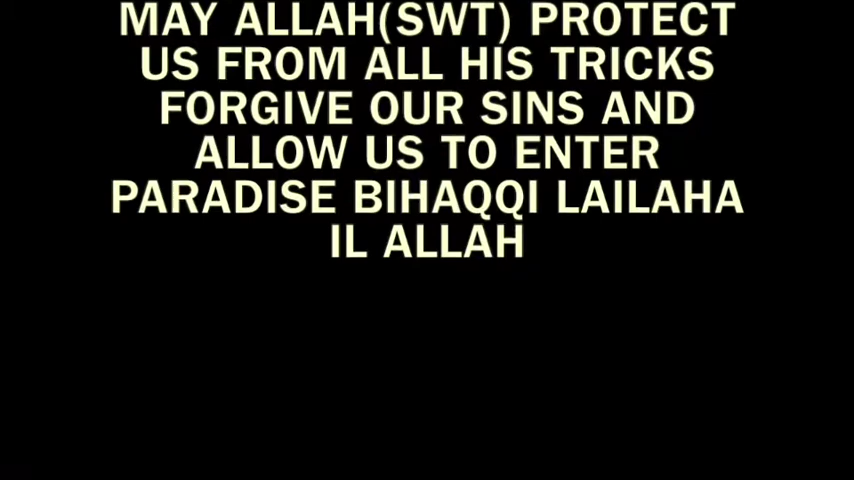 MAY ALLAH(SWT) PROTECT
US FROM ALL HIS TRICKS
FORGIVE OUR SINS AND
ALLOW US TO ENTER
PARADISE BIHAQQI LAILAHA
IL ALLAH